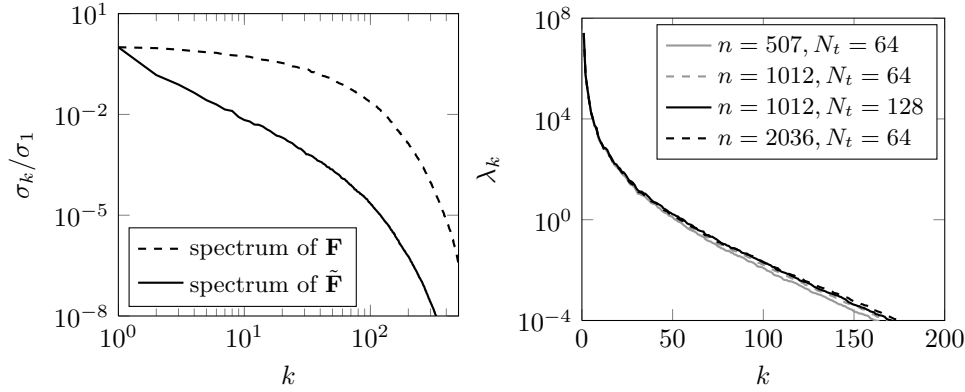 10^1
10^-2
10^-5
10^-8
σ_k/σ_1
spectrum of F
spectrum of F̃
10^0 10^1 10^2
k
10^8
10^4
10^0
10^-4
λ_k
n = 507, N_t = 64
n = 1012, N_t = 64
n = 1012, N_t = 128
n = 2036, N_t = 64
0 50 100 150 200
k